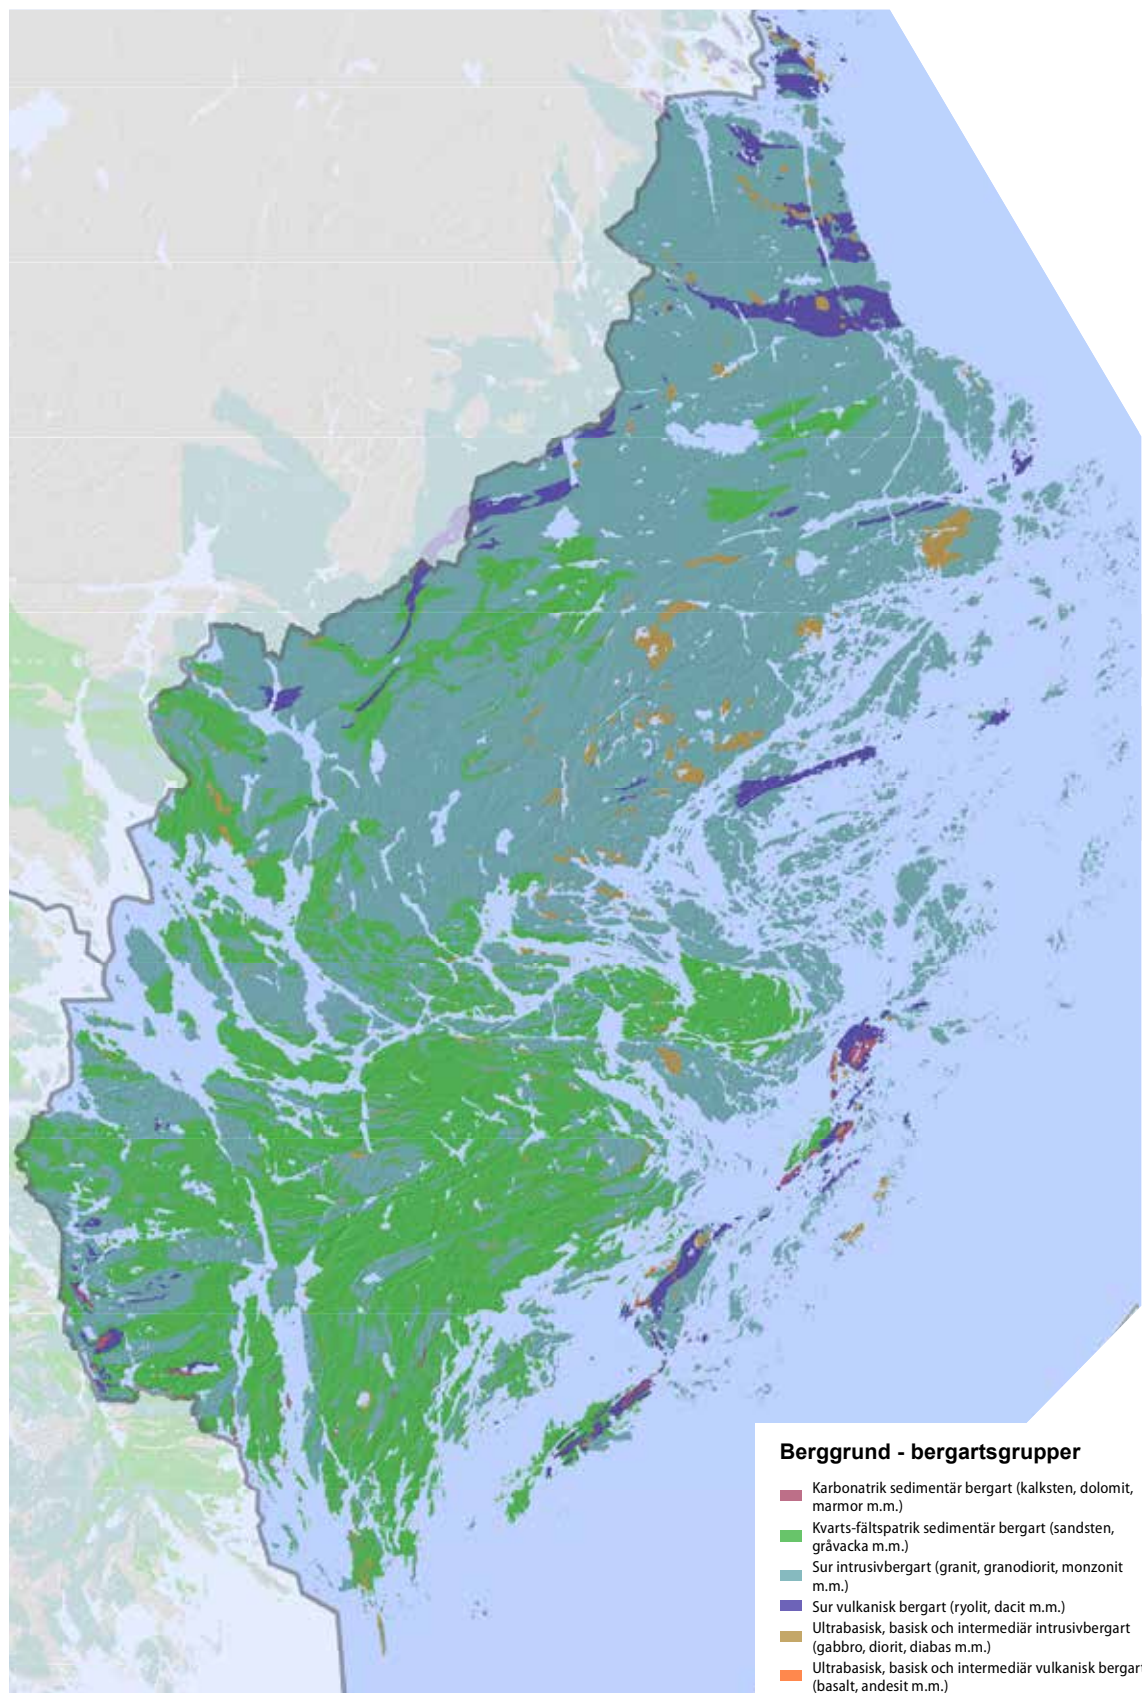 Berggrund - bergartsgrupper
Karbonatrik sedimentär bergart (kalksten, dolomit,
marmor m.m.)
Kvarts-fältspatrik sedimentär bergart (sandsten,
gråvacka m.m.)
Sur intrusivbergart (granit, granodiorit, monzonit
m.m.)
Sur vulkanisk bergart (ryolit, dacit m.m.)
Ultrabasisk, basisk och intermediär intrusivbergart
(gabbro, diorit, diabas m.m.)
Ultrabasisk, basisk och intermediär vulkanisk bergart
(basalt, andesit m.m.)